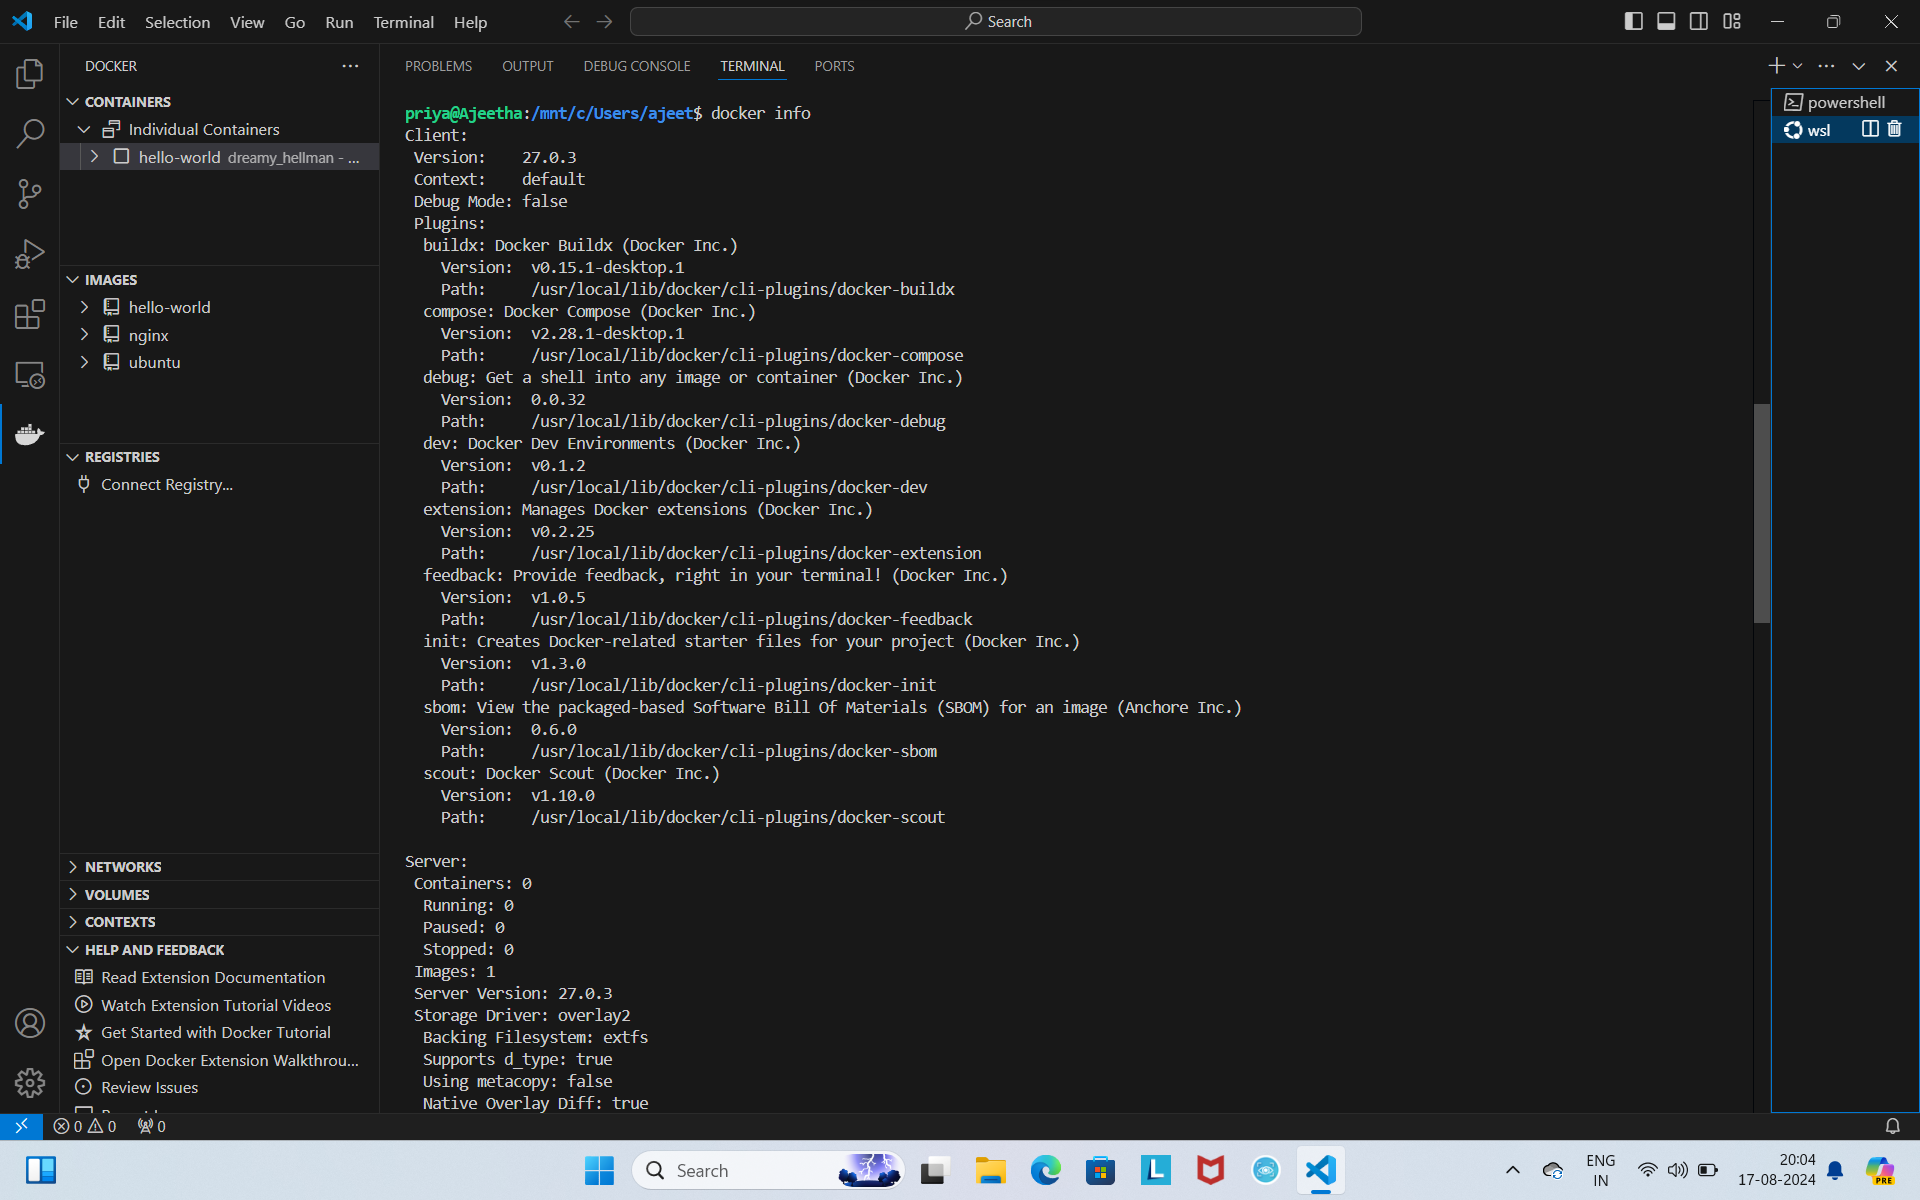 File Edit Selection View Go Run Terminal Help
Search
DOCKER
CONTAINERS
Individual Containers
hello-world dreamy_hellman - ...
IMAGES
hello-world
nginx
ubuntu
REGISTRIES
Connect Registry...
NETWORKS
VOLUMES
CONTEXTS
HELP AND FEEDBACK
Read Extension Documentation
Watch Extension Tutorial Videos
Get Started with Docker Tutorial
Open Docker Extension Walkthrou...
Review Issues
PROBLEMS OUTPUT DEBUG CONSOLE TERMINAL PORTS
priya@Ajeetha:/mnt/c/Users/ajeet$ docker info
Client:
Version: 27.0.3
Context: default
Debug Mode: false
Plugins:
buildx: Docker Buildx (Docker Inc.)
Version: v0.15.1-desktop.1
Path: /usr/local/lib/docker/cli-plugins/docker-buildx
compose: Docker Compose (Docker Inc.)
Version: v2.28.1-desktop.1
Path: /usr/local/lib/docker/cli-plugins/docker-compose
debug: Get a shell into any image or container (Docker Inc.)
Version: 0.0.32
Path: /usr/local/lib/docker/cli-plugins/docker-debug
dev: Docker Dev Environments (Docker Inc.)
Version: v0.1.2
Path: /usr/local/lib/docker/cli-plugins/docker-dev
extension: Manages Docker extensions (Docker Inc.)
Version: v0.2.25
Path: /usr/local/lib/docker/cli-plugins/docker-extension
feedback: Provide feedback, right in your terminal! (Docker Inc.)
Version: v1.0.5
Path: /usr/local/lib/docker/cli-plugins/docker-feedback
init: Creates Docker-related starter files for your project (Docker Inc.)
Version: v1.3.0
Path: /usr/local/lib/docker/cli-plugins/docker-init
sbom: View the packaged-based Software Bill Of Materials (SBOM) for an image (Anchore Inc.)
Version: 0.6.0
Path: /usr/local/lib/docker/cli-plugins/docker-sbom
scout: Docker Scout (Docker Inc.)
Version: v1.10.0
Path: /usr/local/lib/docker/cli-plugins/docker-scout
Server:
Containers: 0
Running: 0
Paused: 0
Stopped: 0
Images: 1
Server Version: 27.0.3
Storage Driver: overlay2
Backing Filesystem: extfs
Supports d_type: true
Using metacopy: false
Native Overlay Diff: true
powershell
wsl
0 0 0
Search
L
ENG
IN
20:04
17-08-2024
PRE